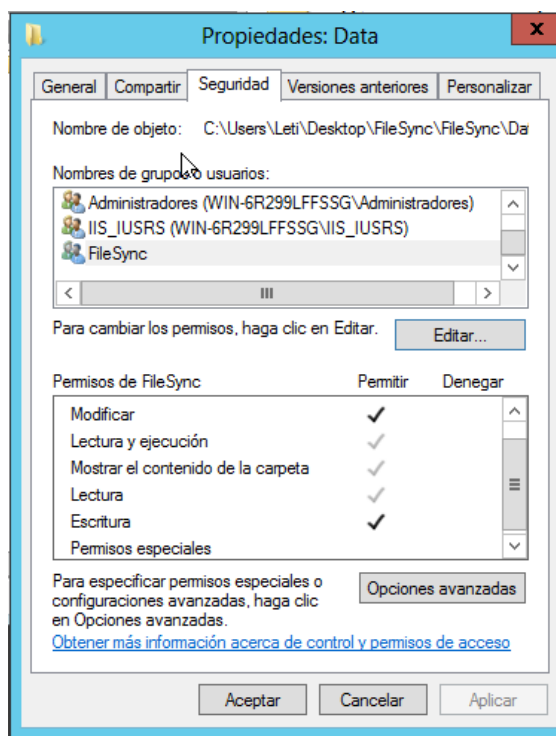 Propiedades: Data
x
General Compartir Seguridad Versiones anteriores Personalizar
Nombre de objeto: C:\Users\Leti\Desktop\FileSync\FileSync\Da
Nombres de grupos o usuarios:
Administradores (WIN-6R299LFFSSG\Administradores)
IIS_IUSRS (WIN-6R299LFFSSG\IIS_IUSRS)
FileSync
Para cambiar los permisos, haga clic en Editar. Editar...
Permisos de FileSync Permitir Denegar
Modificar
Lectura y ejecución
Mostrar el contenido de la carpeta
Lectura
Escritura
Permisos especiales
Para especificar permisos especiales o
configuraciones avanzadas, haga clic
en Opciones avanzadas.
Opciones avanzadas
Obtener más información acerca de control y permisos de acceso
Aceptar Cancelar Aplicar